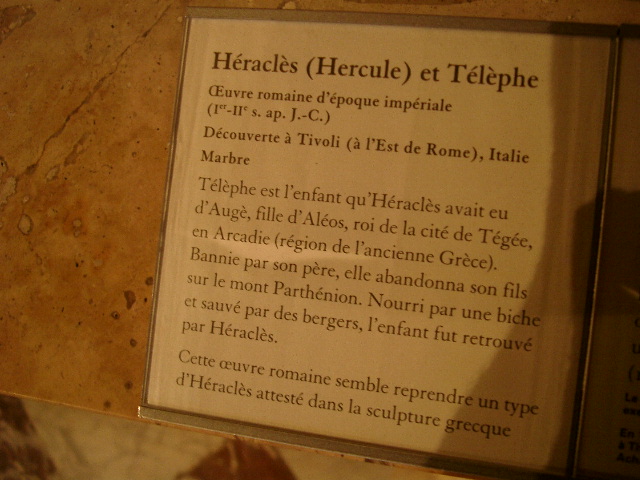 Héraclès (Hercule) et Télèphe
Œuvre romaine d'époque impériale
(Ier-IIe s. ap. J.-C.)
Découverte à Tivoli (à l'Est de Rome), Italie
Marbre
Télèphe est l'enfant qu'Héraclès avait eu
d'Augè, fille d'Aléos, roi de la cité de Tégée,
en Arcadie (région de l'ancienne Grèce).
Bannie par son père, elle abandonna son fils
sur le mont Parthénion. Nourri par une biche
et sauvé par des bergers, l'enfant fut retrouvé
par Héraclès.
Cette œuvre romaine semble reprendre un type
d'Héraclès attesté dans la sculpture grecque
En